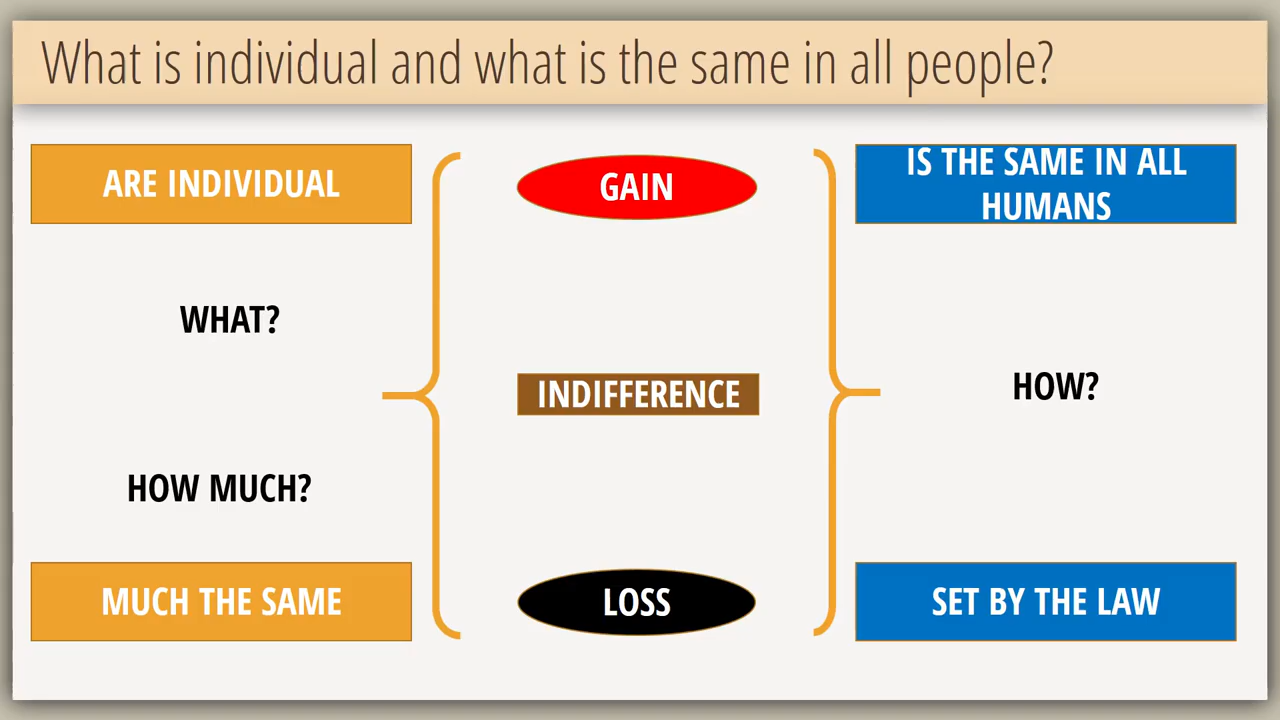 What is individual and what is the same in all people?
ARE INDIVIDUAL
WHAT?
HOW MUCH?
MUCH THE SAME
GAIN
INDIFFERENCE
LOSS
IS THE SAME IN ALL
HUMANS
HOW?
SET BY THE LAW